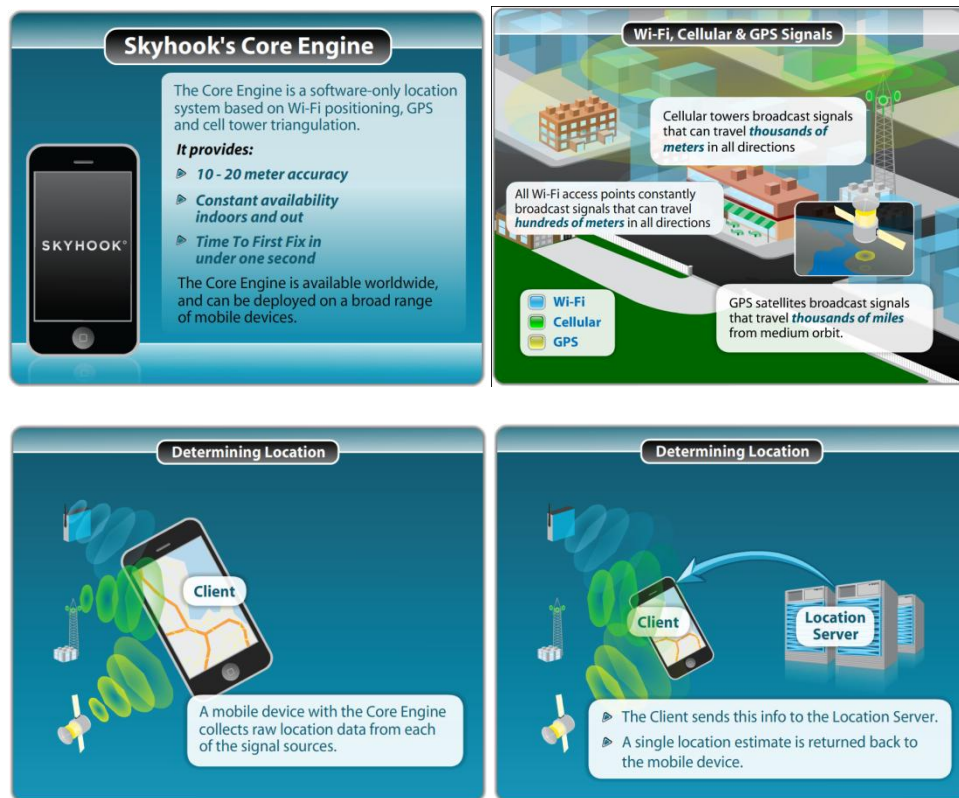 Skyhook's Core Engine
The Core Engine is a software-only location
system based on Wi-Fi positioning, GPS
and cell tower triangulation.
It provides:
10 - 20 meter accuracy
Constant availability
indoors and out
Time To First Fix in
under one second
The Core Engine is available worldwide,
and can be deployed on a broad range
of mobile devices.
SKYHOOK
Wi-Fi, Cellular & GPS Signals
Cellular towers broadcast signals
that can travel thousands of
meters in all directions
All Wi-Fi access points constantly
broadcast signals that can travel
hundreds of meters in all directions
GPS satellites broadcast signals
that travel thousands of miles
from medium orbit.
Wi-Fi
Cellular
GPS
Determining Location
Client
A mobile device with the Core Engine
collects raw location data from each
of the signal sources.
Determining Location
Client
Location
Server
The Client sends this info to the Location Server.
A single location estimate is returned back to
the mobile device.